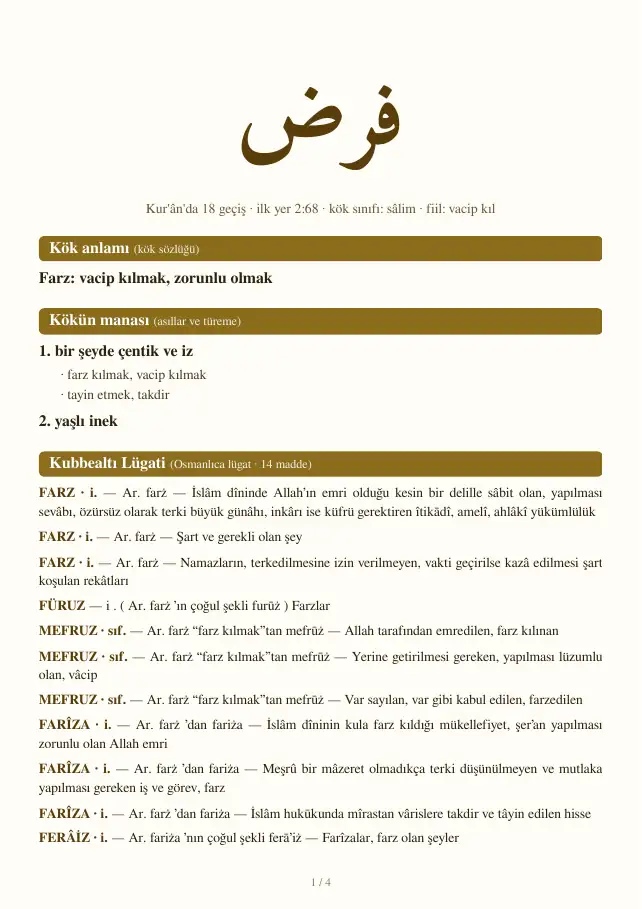 فرض
Kur'ân'da 18 geçiş · ilk yer 2:68 · kök sınıfı: sâlim · fiil: vacip kıl
Kök anlamı (kök sözlüğü)
Farz: vacip kılmak, zorunlu olmak
Kökün manası (asıllar ve türeme)
1. bir şeyde çentik ve iz
· farz kılmak, vacip kılmak
· tayin etmek, takdir
2. yaşlı inek
Kubbealtı Lügati (Osmanlıca lügat · 14 madde)
FARZ · i. — Ar. farż — İslâm dîninde Allah'ın emri olduğu kesin bir delille sâbit olan, yapılması
sevâbı, özürsüz olarak terki büyük günâhı, inkârı ise küfrü gerektiren îtikādî, amelî, ahlâkî yükümlülük
FARZ · i. — Ar. farż — Şart ve gerekli olan şey
FARZ · i. — Ar. farż — Namazların, terkedilmesine izin verilmeyen, vakti geçirilse kazâ edilmesi şart
koşulan rekâtları
FÜRUZ — i . ( Ar. farż 'ın çoğul şekli furūż ) Farzlar
MEFRUZ · sıf. — Ar. farż “farz kılmak”tan mefrūż — Allah tarafından emredilen, farz kılınan
MEFRUZ · sıf. — Ar. farż “farz kılmak”tan mefrūż — Yerine getirilmesi gereken, yapılması lüzumlu
olan, vâcip
MEFRUZ · sıf. — Ar. farż “farz kılmak”tan mefrūż — Var sayılan, var gibi kabul edilen, farzedilen
FARÎZA · i. — Ar. farż 'dan fariża — İslâm dîninin kula farz kıldığı mükellefiyet, şer'an yapılması
zorunlu olan Allah emri
FARÎZA · i. — Ar. farż 'dan fariża — Meşrû bir mâzeret olmadıkça terki düşünülmeyen ve mutlaka
yapılması gereken iş ve görev, farz
FARÎZA · i. — Ar. farż 'dan fariża — İslam hukūkunda mîrastan vârislere takdir ve tâyin edilen hisse
FERÂİZ · i. — Ar. fariża 'nın çoğul şekli ferā'iż — Farîzalar, farz olan şeyler
1 / 4